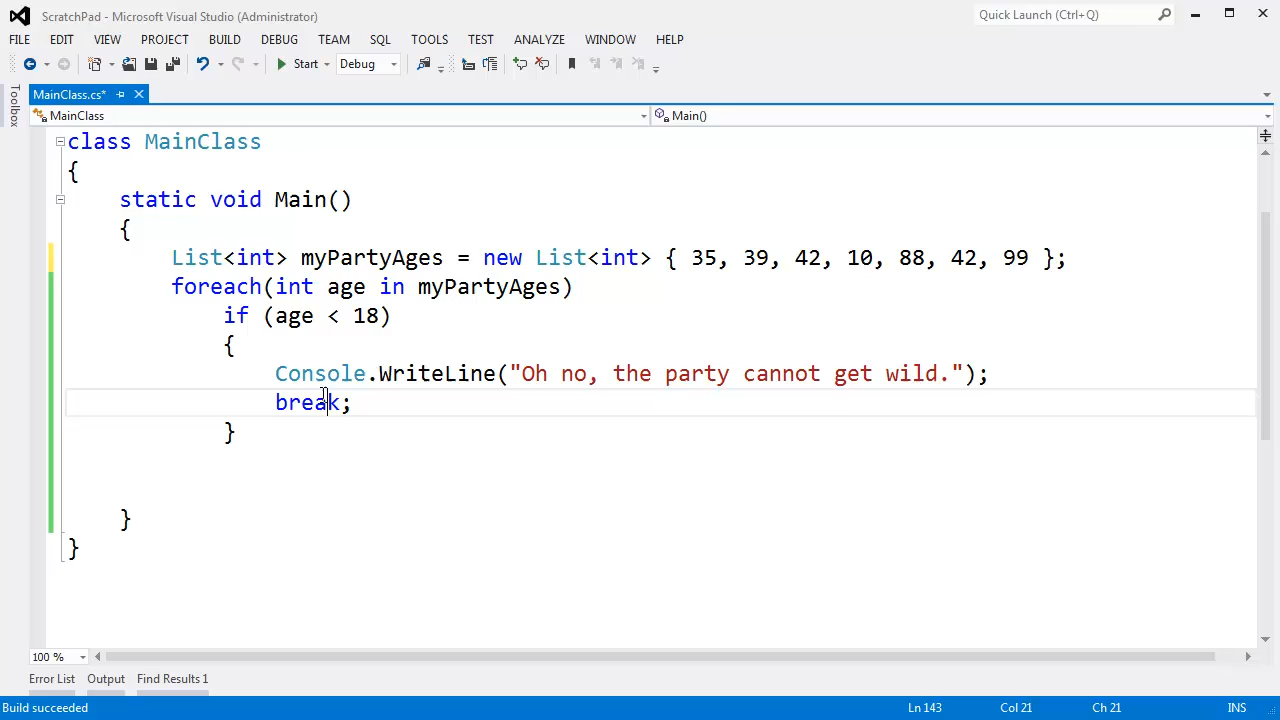 ScratchPad - Microsoft Visual Studio (Administrator)
Quick Launch (Ctrl+Q)
FILE EDIT VIEW PROJECT BUILD DEBUG TEAM SQL TOOLS TEST ANALYZE WINDOW HELP
Start Debug
Toolbox
MainClass.cs*
MainClass Main()
class MainClass
{
    static void Main()
    {
        List<int> myPartyAges = new List<int> { 35, 39, 42, 10, 88, 42, 99 };
        foreach(int age in myPartyAges)
            if (age < 18)
            {
                Console.WriteLine("Oh no, the party cannot get wild.");
                break;
            }
    }
}
100 %
Error List Output Find Results 1
Build succeeded Ln 143 Col 21 Ch 21 INS